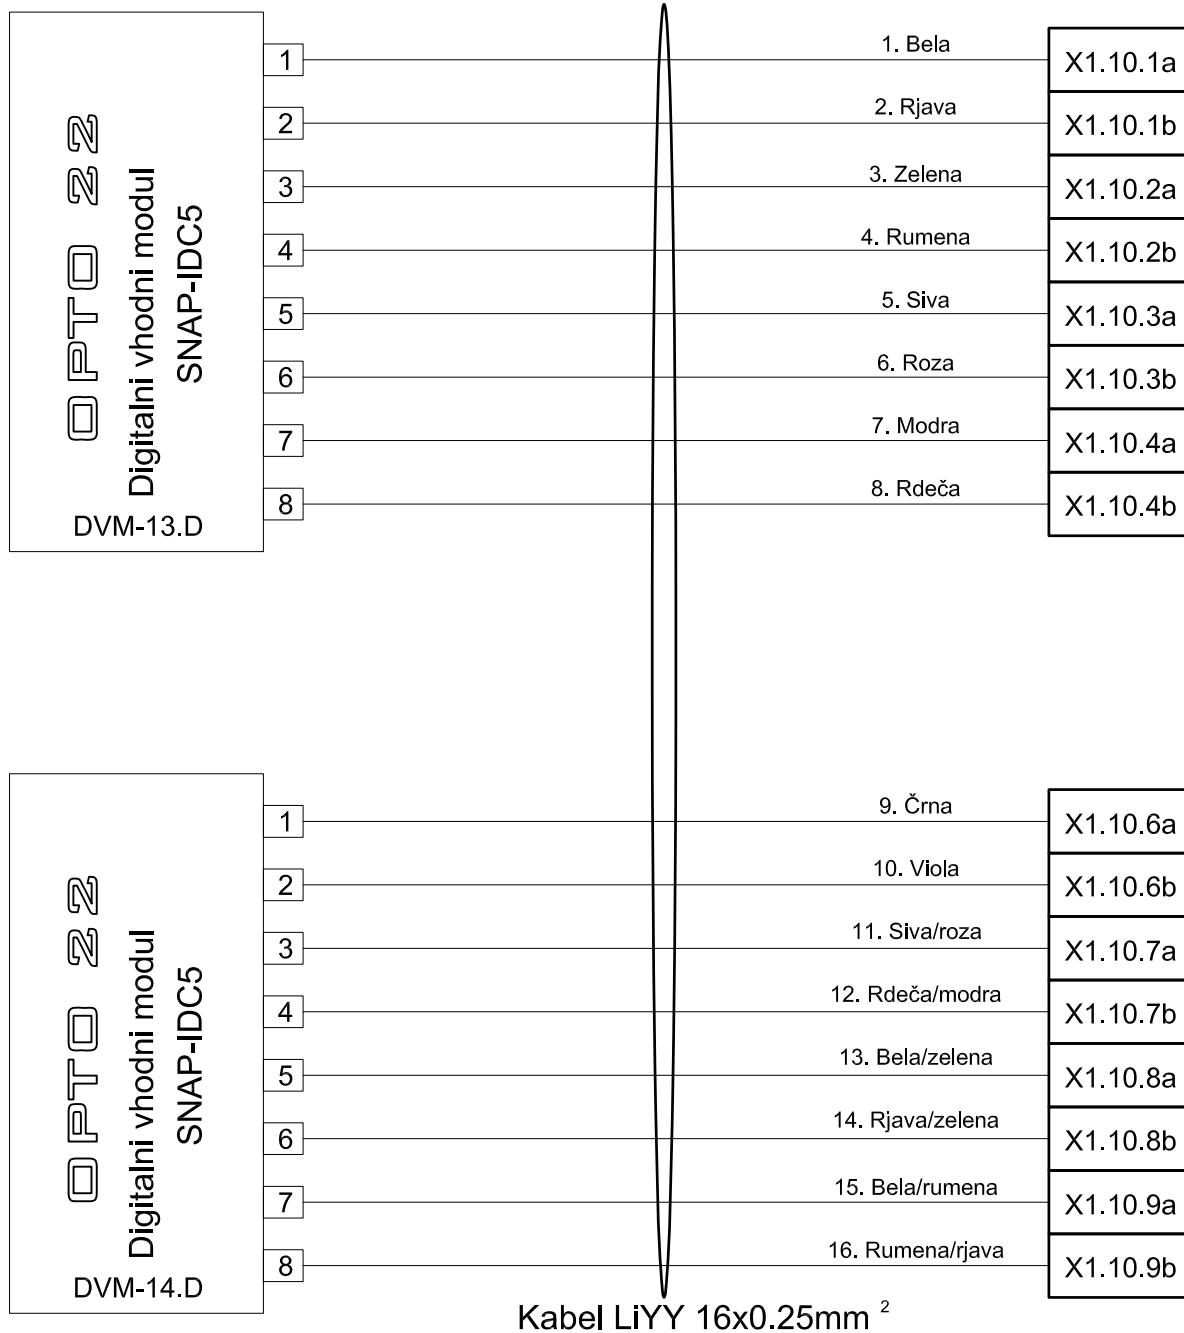 OPTO 22
Digitalni vhodni modul
SNAP-IDC5
DVM-13.D
1 1. Bela X1.10.1a
2 2. Rjava X1.10.1b
3 3. Zelena X1.10.2a
4 4. Rumena X1.10.2b
5 5. Siva X1.10.3a
6 6. Roza X1.10.3b
7 7. Modra X1.10.4a
8 8. Rdeča X1.10.4b
OPTO 22
Digitalni vhodni modul
SNAP-IDC5
DVM-14.D
1 9. Črna X1.10.6a
2 10. Viola X1.10.6b
3 11. Siva/roza X1.10.7a
4 12. Rdeča/modra X1.10.7b
5 13. Bela/zelena X1.10.8a
6 14. Rjava/zelena X1.10.8b
7 15. Bela/rumena X1.10.9a
8 16. Rumena/rjava X1.10.9b
Kabel LiYY 16x0.25mm ²